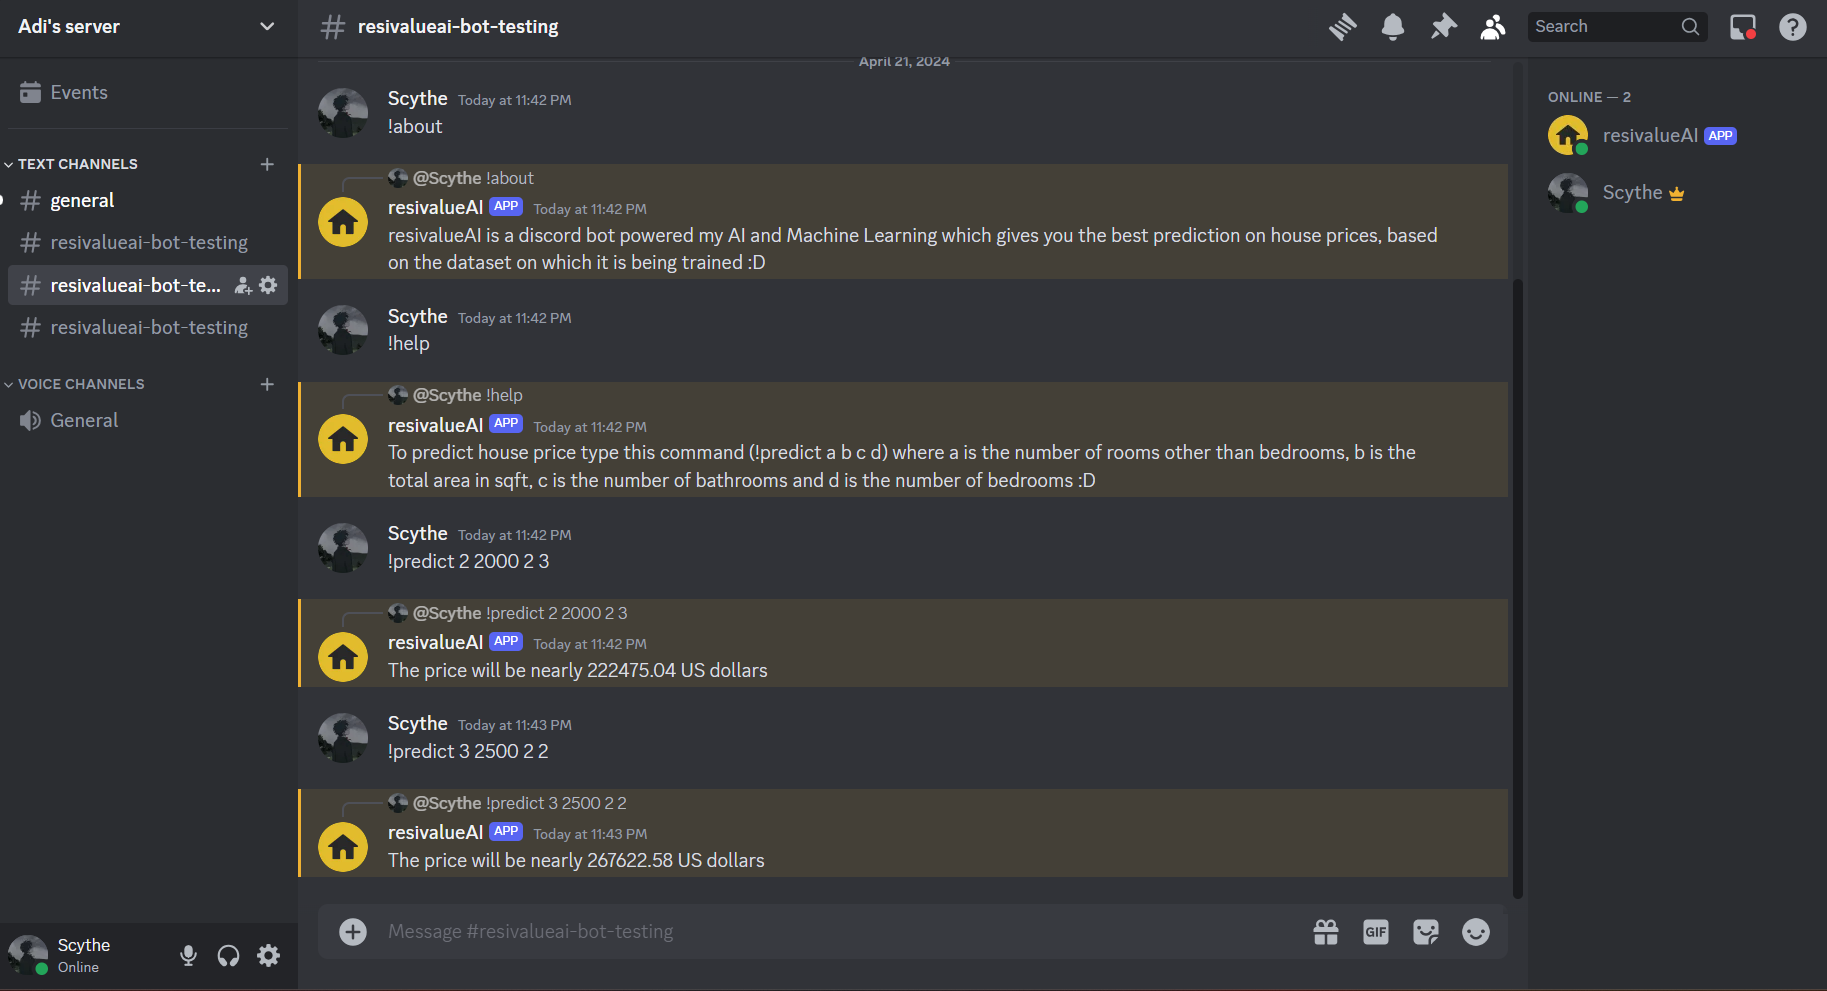 Adi's server
Events
TEXT CHANNELS
general
resivalueai-bot-testing
resivalueai-bot-te...
resivalueai-bot-testing
VOICE CHANNELS
General
Scythe
Online
# resivalueai-bot-testing
Search
April 21, 2024
Scythe Today at 11:42 PM
!about
@Scythe !about
resivalueAI APP Today at 11:42 PM
resivalueAI is a discord bot powered my AI and Machine Learning which gives you the best prediction on house prices, based
on the dataset on which it is being trained :D
Scythe Today at 11:42 PM
!help
@Scythe !help
resivalueAI APP Today at 11:42 PM
To predict house price type this command (!predict a b c d) where a is the number of rooms other than bedrooms, b is the
total area in sqft, c is the number of bathrooms and d is the number of bedrooms :D
Scythe Today at 11:42 PM
!predict 2 2000 2 3
@Scythe !predict 2 2000 2 3
resivalueAI APP Today at 11:42 PM
The price will be nearly 222475.04 US dollars
Scythe Today at 11:43 PM
!predict 3 2500 2 2
@Scythe !predict 3 2500 2 2
resivalueAI APP Today at 11:43 PM
The price will be nearly 267622.58 US dollars
Message #resivalueai-bot-testing
GIF
ONLINE — 2
resivalueAI APP
Scythe